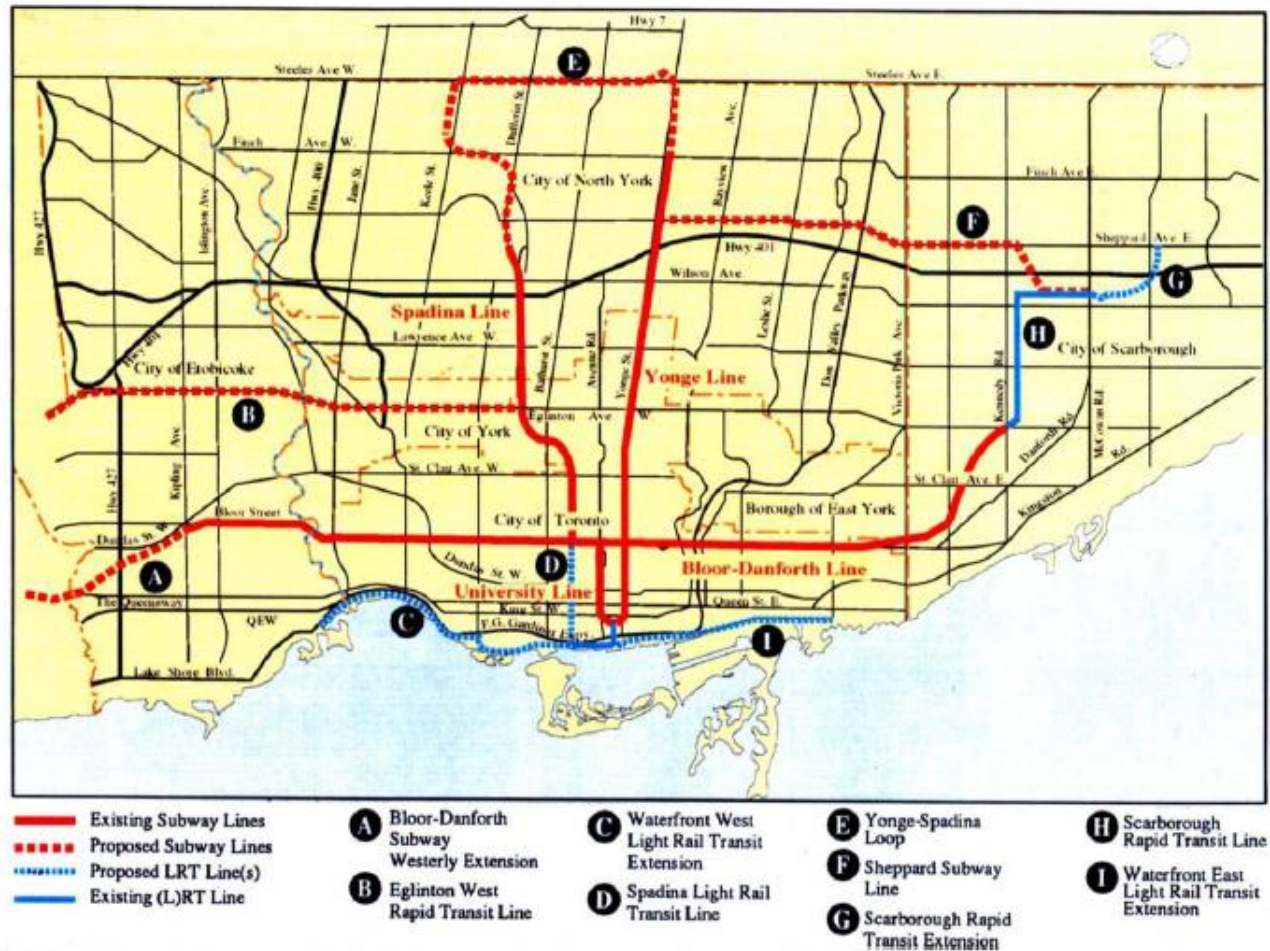 Hwy 7
E
Steeles Ave W.
Steeles Ave E.
Dufferin St.
Finch Ave. W.
Hwy. 400
Jane St.
Keele St.
City of North York
Bayview Ave.
Finch Ave E.
Hwy 427
Islington Ave
F
Hwy 401
Sheppard Ave E.
Wilson Ave.
G
Spadina Line
Leslie St.
Don Valley Parkway
H
Lawrence Ave W.
Bathurst St.
Avenue Rd
Yonge St.
Victoria Park Ave
City of Scarborough
Hwy 401
City of Etobicoke
Yonge Line
Kennedy Rd.
B
Eglinton Ave W.
City of York
McCowan Rd.
Danforth Rd
Kipling Ave
St. Clair Ave. W.
Hwy 427
St. Clair Ave. E.
Kingston Rd.
Bloor Street
City of Toronto
Borough of East York
Dundas St. W.
A
Dundas St. W.
D
Bloor-Danforth Line
University Line
The Queensway
King St. W.
Queen St. E.
QEW
C
F.G. Gardiner Expy.
I
Lake Shore Blvd.
Existing Subway Lines
Proposed Subway Lines
Proposed LRT Line(s)
Existing (L)RT Line
A Bloor-Danforth
Subway
Westerly Extension
B Eglinton West
Rapid Transit Line
C Waterfront West
Light Rail Transit
Extension
D Spadina Light Rail
Transit Line
E Yonge-Spadina
Loop
F Sheppard Subway
Line
G Scarborough Rapid
Transit Extension
H Scarborough
Rapid Transit Line
I Waterfront East
Light Rail Transit
Extension